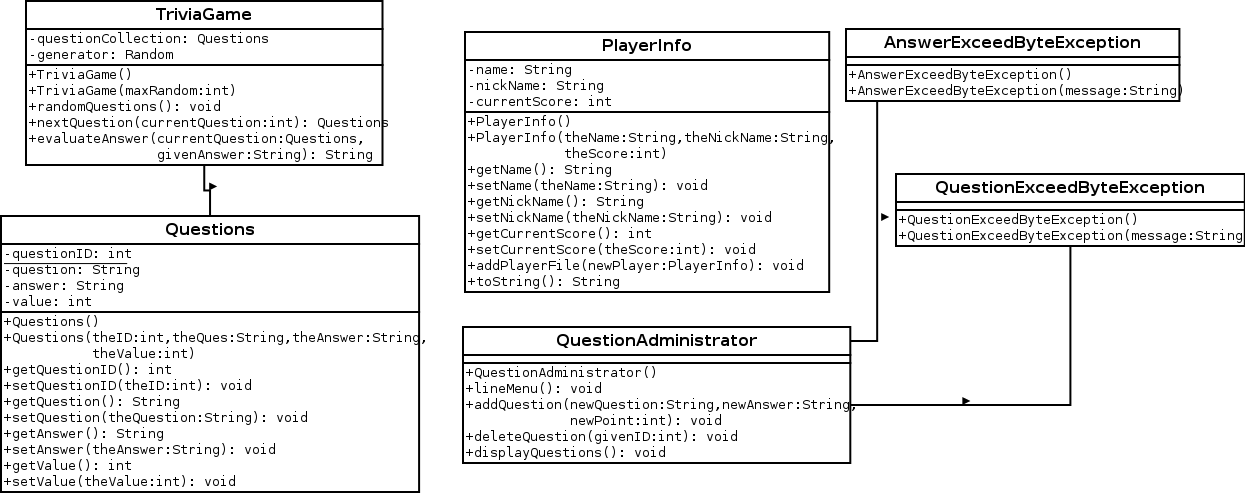 TriviaGame
-questionCollection: Questions
-generator: Random
+TriviaGame()
+TriviaGame(maxRandom:int)
+randomQuestions(): void
+nextQuestion(currentQuestion:int): Questions
+evaluateAnswer(currentQuestion:Questions,
givenAnswer:String): String
Questions
-questionID: int
-question: String
-answer: String
-value: int
+Questions()
+Questions(theID:int,theQues:String,theAnswer:String,
theValue:int)
+getQuestionID(): int
+setQuestionID(theID:int): void
+getQuestion(): String
+setQuestion(theQuestion:String): void
+getAnswer(): String
+setAnswer(theAnswer:String): void
+getValue(): int
+setValue(theValue:int): void
PlayerInfo
-name: String
-nickName: String
-currentScore: int
+PlayerInfo()
+PlayerInfo(theName:String,theNickName:String,
theScore:int)
+getName(): String
+setName(theName:String): void
+getNickName(): String
+setNickName(theNickName:String): void
+getCurrentScore(): int
+setCurrentScore(theScore:int): void
+addPlayerFile(newPlayer:PlayerInfo): void
+toString(): String
QuestionAdministrator
+QuestionAdministrator()
+lineMenu(): void
+addQuestion(newQuestion:String,newAnswer:String,
newPoint:int): void
+deleteQuestion(givenID:int): void
+displayQuestions(): void
AnswerExceedByteException
+AnswerExceedByteException()
+AnswerExceedByteException(message:String)
QuestionExceedByteException
+QuestionExceedByteException()
+QuestionExceedByteException(message:String